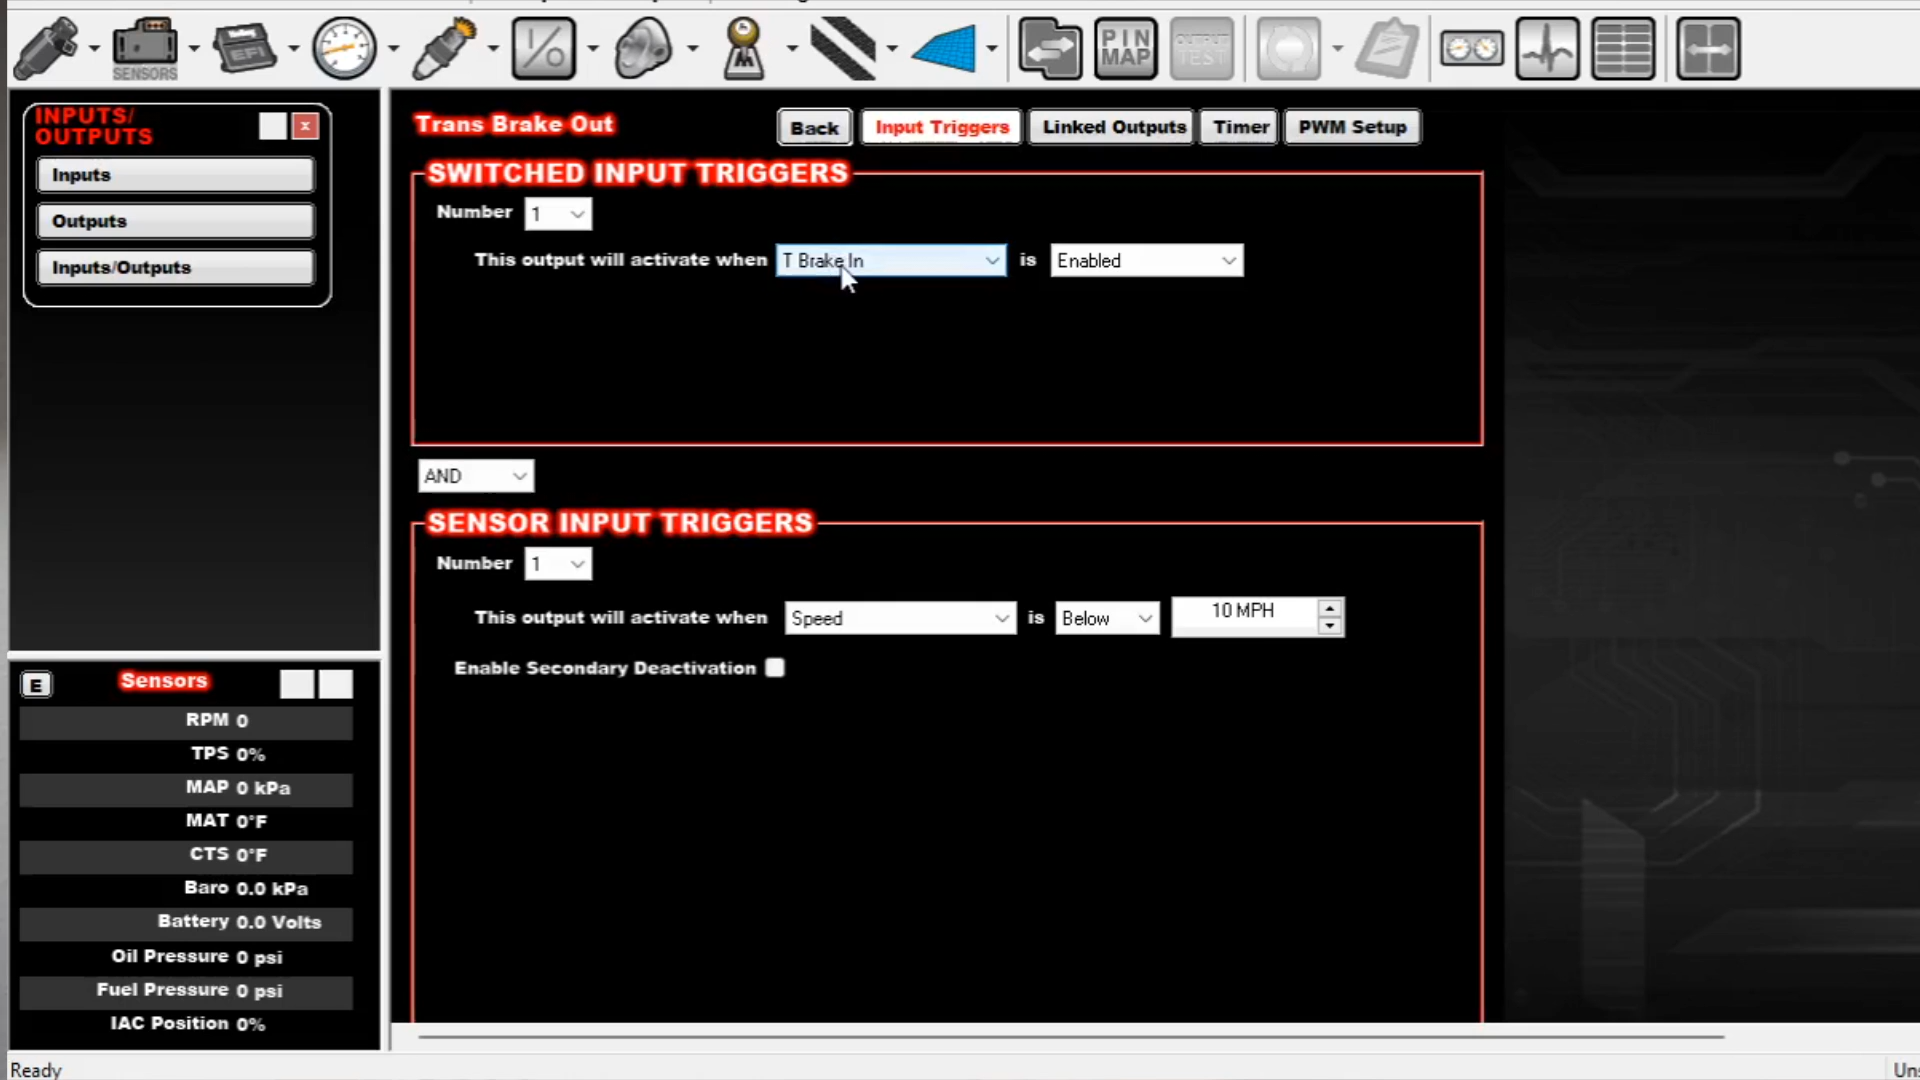 SENSORS
Holley
EFI
I/O
PIN
MAP
OUTPUT
TEST
INPUTS/
OUTPUTS
x
Inputs
Outputs
Inputs/Outputs
Trans Brake Out
Back
Input Triggers
Linked Outputs
Timer
PWM Setup
SWITCHED INPUT TRIGGERS
Number 1
This output will activate when T Brake In is Enabled
AND
SENSOR INPUT TRIGGERS
Number 1
This output will activate when Speed is Below 10 MPH
Enable Secondary Deactivation
E Sensors
RPM 0
TPS 0%
MAP 0 kPa
MAT 0°F
CTS 0°F
Baro 0.0 kPa
Battery 0.0 Volts
Oil Pressure 0 psi
Fuel Pressure 0 psi
IAC Position 0%
Ready
Uns